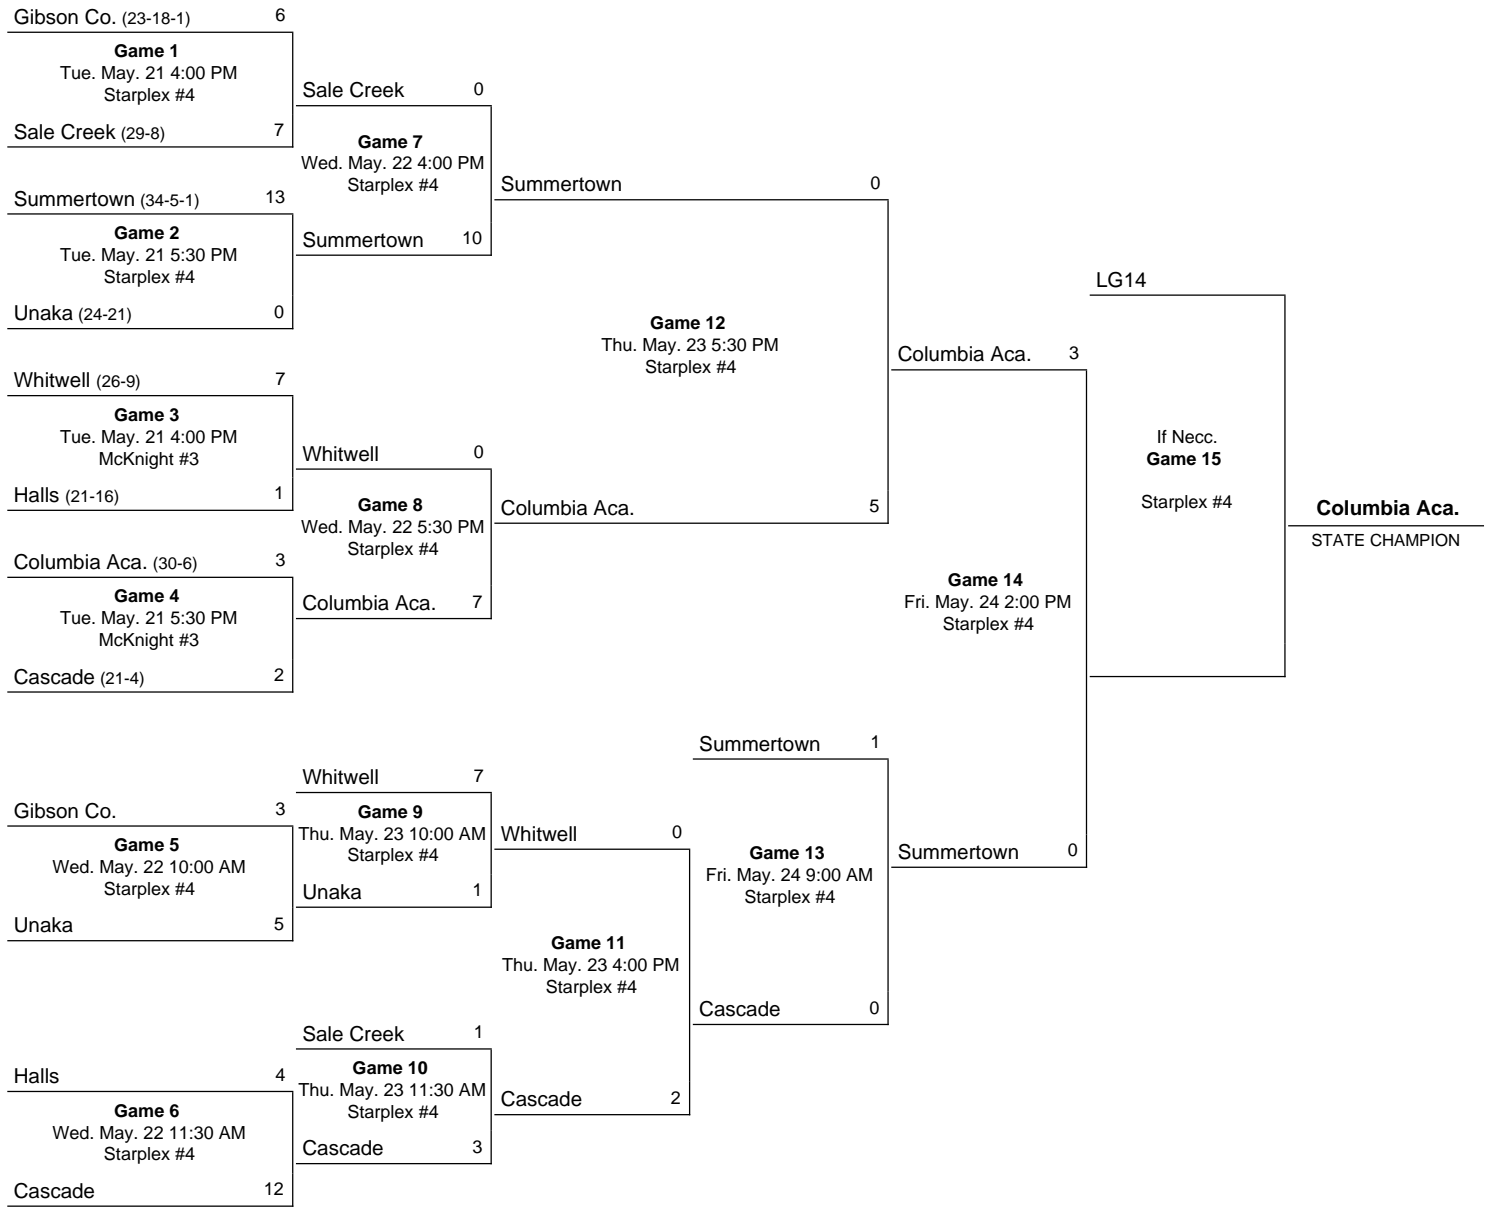 Gibson Co. (23-18-1) 6
Game 1
Tue. May. 21 4:00 PM
Starplex #4
Sale Creek (29-8) 7
Summertown (34-5-1) 13
Game 2
Tue. May. 21 5:30 PM
Starplex #4
Unaka (24-21) 0
Whitwell (26-9) 7
Game 3
Tue. May. 21 4:00 PM
McKnight #3
Halls (21-16) 1
Columbia Aca. (30-6) 3
Game 4
Tue. May. 21 5:30 PM
McKnight #3
Cascade (21-4) 2
Gibson Co. 3
Game 5
Wed. May. 22 10:00 AM
Starplex #4
Unaka 5
Halls 4
Game 6
Wed. May. 22 11:30 AM
Starplex #4
Cascade 12
Sale Creek 0
Game 7
Wed. May. 22 4:00 PM
Starplex #4
Summertown 10
Whitwell 0
Game 8
Wed. May. 22 5:30 PM
Starplex #4
Columbia Aca. 7
Whitwell 7
Game 9
Thu. May. 23 10:00 AM
Starplex #4
Unaka 1
Sale Creek 1
Game 10
Thu. May. 23 11:30 AM
Starplex #4
Cascade 3
Summertown 0
Game 12
Thu. May. 23 5:30 PM
Starplex #4
Columbia Aca. 5
Whitwell 0
Game 11
Thu. May. 23 4:00 PM
Starplex #4
Cascade 2
Summertown 1
Game 13
Fri. May. 24 9:00 AM
Starplex #4
Cascade 0
Columbia Aca. 3
Game 14
Fri. May. 24 2:00 PM
Starplex #4
Summertown 0
LG14
If Necc.
Game 15
Starplex #4
Columbia Aca.
STATE CHAMPION